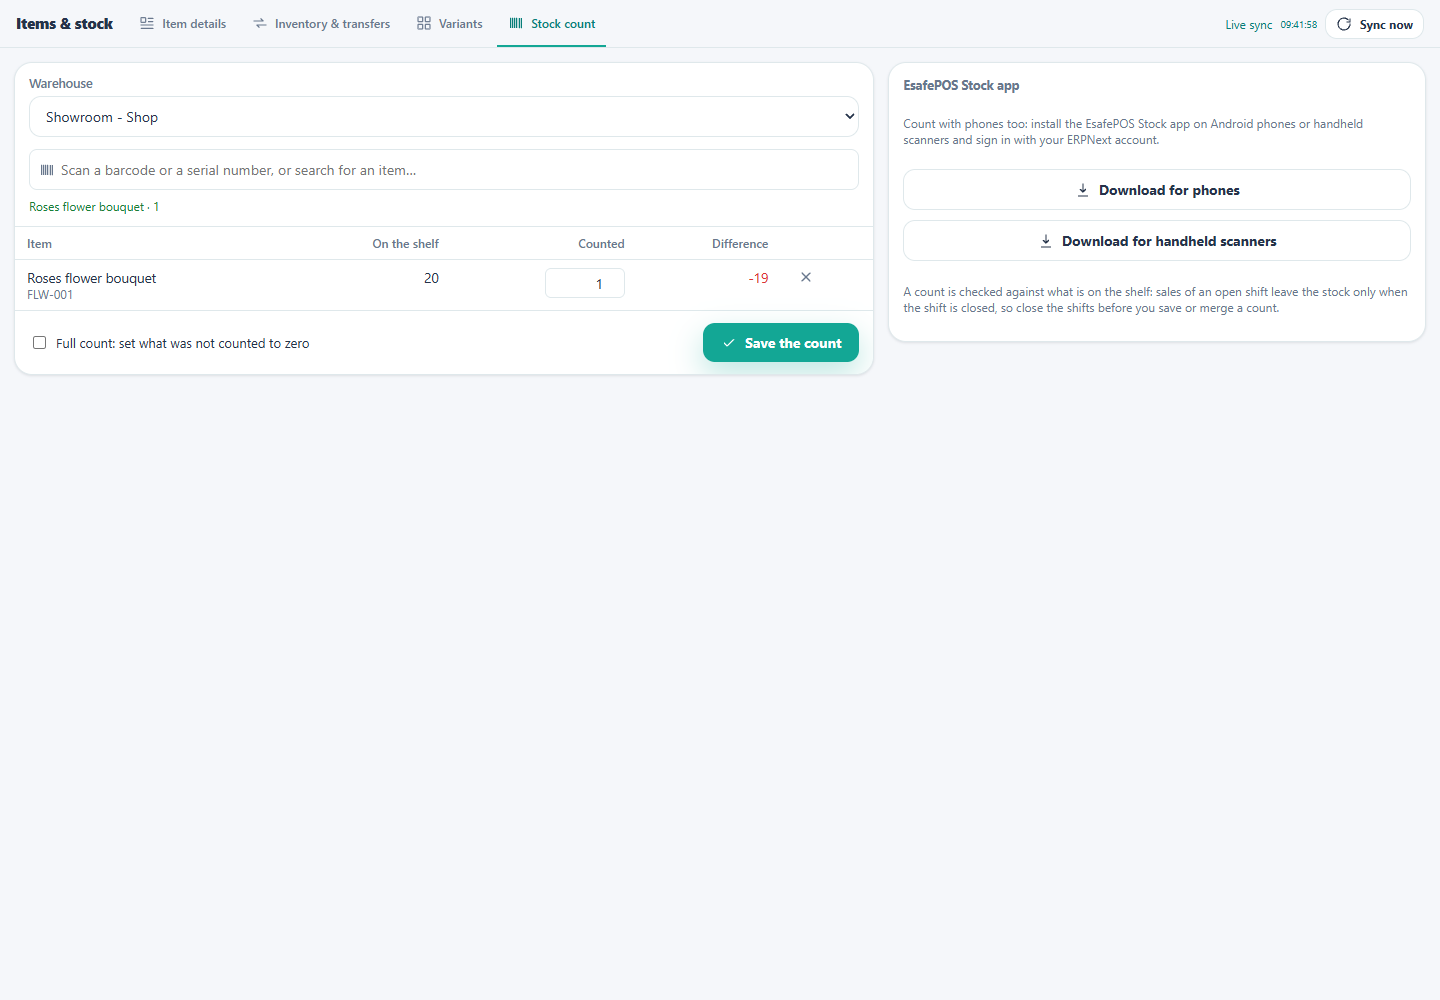 Items & stock
Item details
Inventory & transfers
Variants
Stock count
Live sync 09:41:58
Sync now
Warehouse
Showroom - Shop
Scan a barcode or a serial number, or search for an item...
Roses flower bouquet · 1
Item On the shelf Counted Difference
Roses flower bouquet 20 1 -19
FLW-001
Full count: set what was not counted to zero
Save the count
EsafePOS Stock app
Count with phones too: install the EsafePOS Stock app on Android phones or handheld
scanners and sign in with your ERPNext account.
Download for phones
Download for handheld scanners
A count is checked against what is on the shelf: sales of an open shift leave the stock only when
the shift is closed, so close the shifts before you save or merge a count.